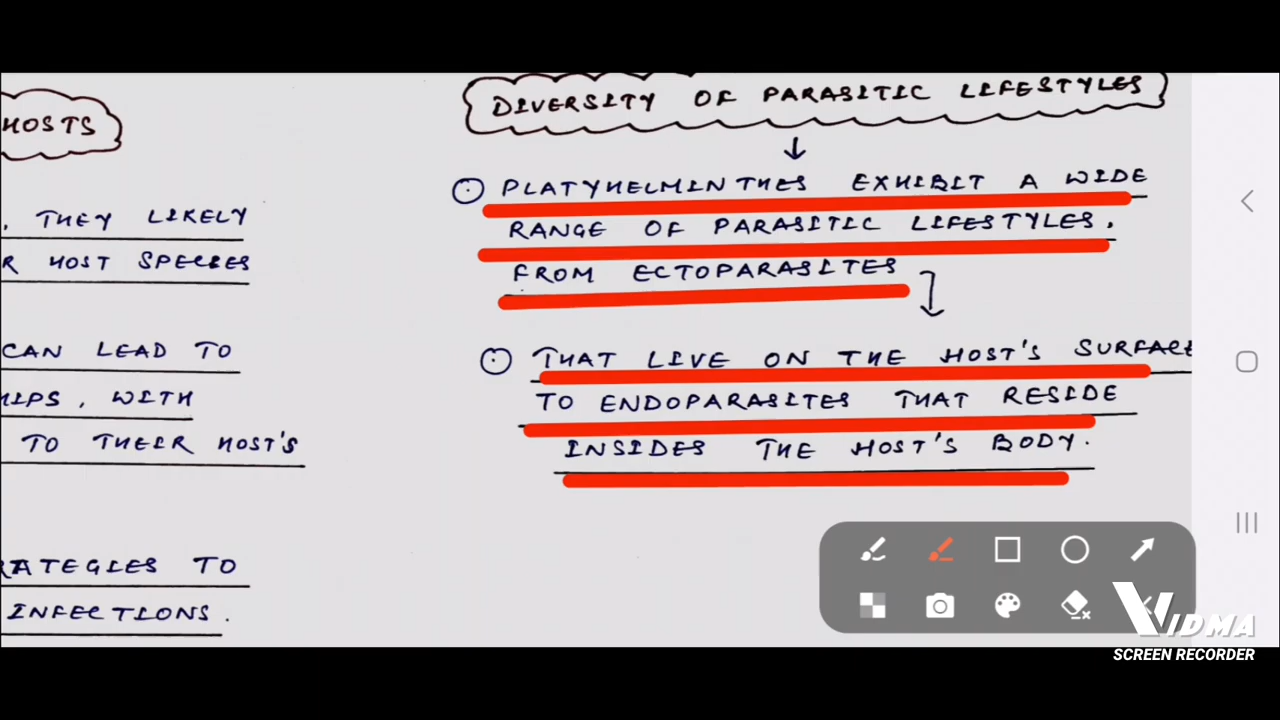 HOSTS
, THEY LIKELY
R HOST SPECIES
CAN LEAD TO
HIPS, WITH
TO THEIR HOST'S
RATEGIES TO
INFECTIONS.
DIVERSITY OF PARASITIC LIFESTYLES
PLATYHELMINTHES EXHIBIT A WIDE
RANGE OF PARASITIC LIFESTYLES.
FROM ECTOPARASITES
THAT LIVE ON THE HOST'S SURFACE
TO ENDOPARASITES THAT RESIDE
INSIDES THE HOST'S BODY.
VIDMA
SCREEN RECORDER